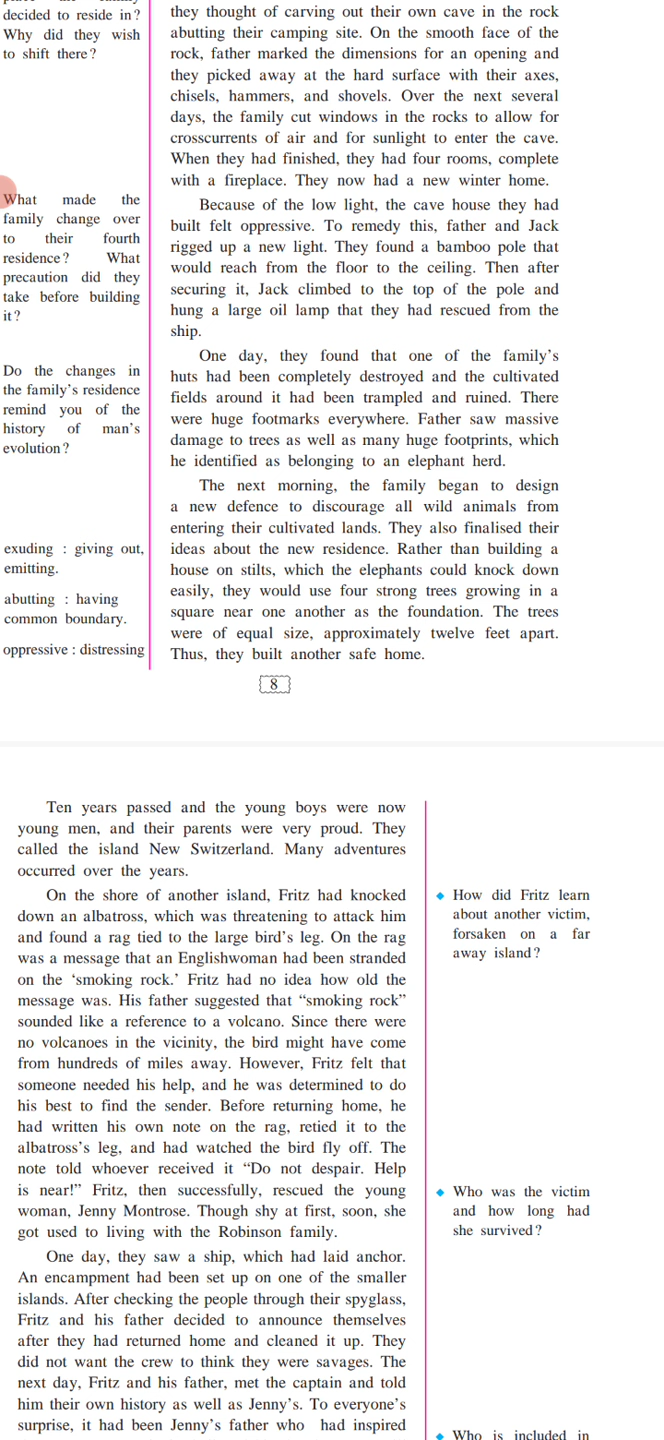 decided to reside in?
Why did they wish
to shift there?
What made the
family change over
to their fourth
residence? What
precaution did they
take before building
it?
Do the changes in
the family's residence
remind you of the
history of man's
evolution?
exuding : giving out,
emitting.
abutting : having
common boundary.
oppressive : distressing
they thought of carving out their own cave in the rock
abutting their camping site. On the smooth face of the
rock, father marked the dimensions for an opening and
they picked away at the hard surface with their axes,
chisels, hammers, and shovels. Over the next several
days, the family cut windows in the rocks to allow for
crosscurrents of air and for sunlight to enter the cave.
When they had finished, they had four rooms, complete
with a fireplace. They now had a new winter home.
Because of the low light, the cave house they had
built felt oppressive. To remedy this, father and Jack
rigged up a new light. They found a bamboo pole that
would reach from the floor to the ceiling. Then after
securing it, Jack climbed to the top of the pole and
hung a large oil lamp that they had rescued from the
ship.
One day, they found that one of the family's
huts had been completely destroyed and the cultivated
fields around it had been trampled and ruined. There
were huge footmarks everywhere. Father saw massive
damage to trees as well as many huge footprints, which
he identified as belonging to an elephant herd.
The next morning, the family began to design
a new defence to discourage all wild animals from
entering their cultivated lands. They also finalised their
ideas about the new residence. Rather than building a
house on stilts, which the elephants could knock down
easily, they would use four strong trees growing in a
square near one another as the foundation. The trees
were of equal size, approximately twelve feet apart.
Thus, they built another safe home.
8
Ten years passed and the young boys were now
young men, and their parents were very proud. They
called the island New Switzerland. Many adventures
occurred over the years.
On the shore of another island, Fritz had knocked
down an albatross, which was threatening to attack him
and found a rag tied to the large bird's leg. On the rag
was a message that an Englishwoman had been stranded
on the 'smoking rock.' Fritz had no idea how old the
message was. His father suggested that "smoking rock"
sounded like a reference to a volcano. Since there were
no volcanoes in the vicinity, the bird might have come
from hundreds of miles away. However, Fritz felt that
someone needed his help, and he was determined to do
his best to find the sender. Before returning home, he
had written his own note on the rag, retied it to the
albatross's leg, and had watched the bird fly off. The
note told whoever received it "Do not despair. Help
is near!" Fritz, then successfully, rescued the young
woman, Jenny Montrose. Though shy at first, soon, she
got used to living with the Robinson family.
One day, they saw a ship, which had laid anchor.
An encampment had been set up on one of the smaller
islands. After checking the people through their spyglass,
Fritz and his father decided to announce themselves
after they had returned home and cleaned it up. They
did not want the crew to think they were savages. The
next day, Fritz and his father, met the captain and told
him their own history as well as Jenny's. To everyone's
surprise, it had been Jenny's father who had inspired
◆ How did Fritz learn
about another victim,
forsaken on a far
away island?
◆ Who was the victim
and how long had
she survived?
◆ Who is included in